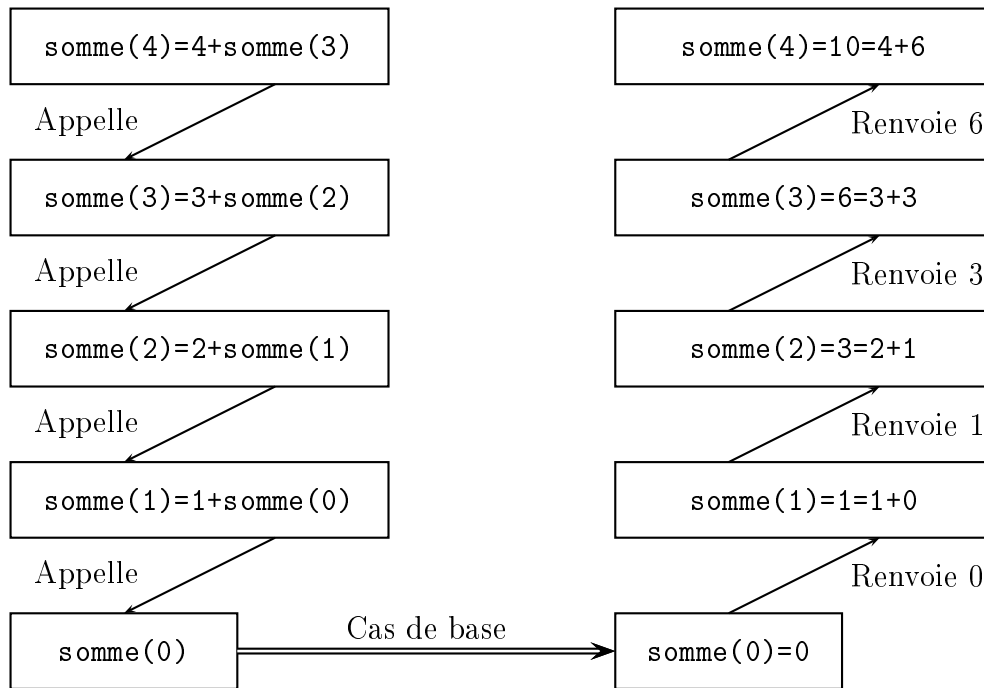 somme(4)=4+somme(3)
Appelle
somme(3)=3+somme(2)
Appelle
somme(2)=2+somme(1)
Appelle
somme(1)=1+somme(0)
Appelle
somme(0)
Cas de base
somme(0)=0
Renvoie 0
somme(1)=1=1+0
Renvoie 1
somme(2)=3=2+1
Renvoie 3
somme(3)=6=3+3
Renvoie 6
somme(4)=10=4+6